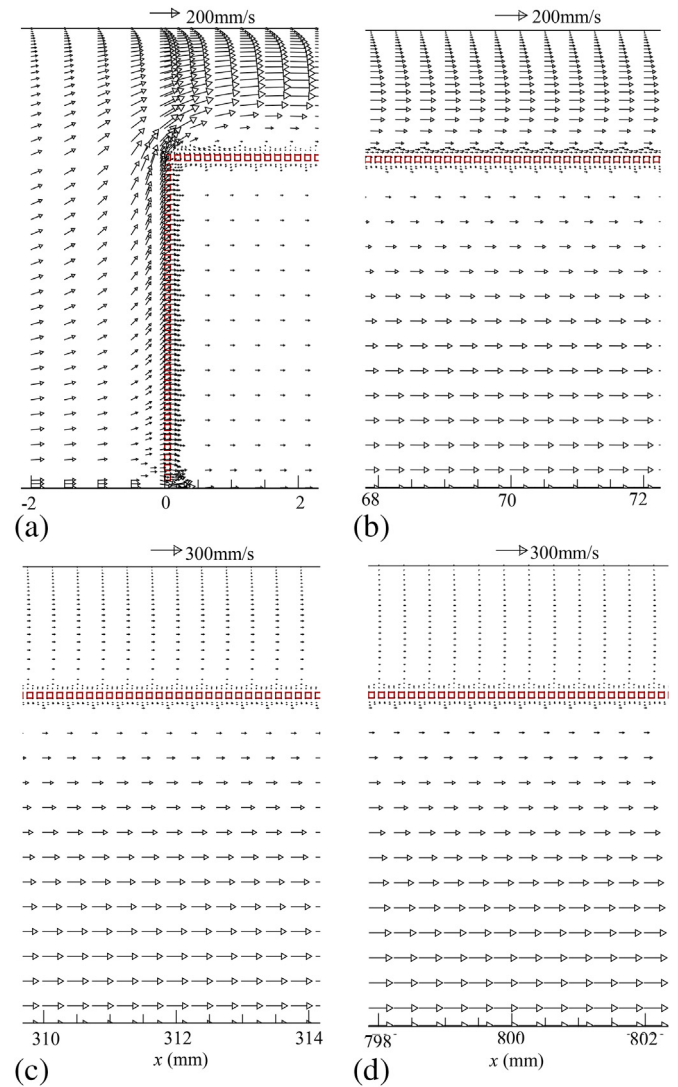 200mm/s 200mm/s
-2 0 2 68 70 72
(a) (b)
300mm/s 300mm/s
310 312 314 798 800 802
x (mm) x (mm)
(c) (d)